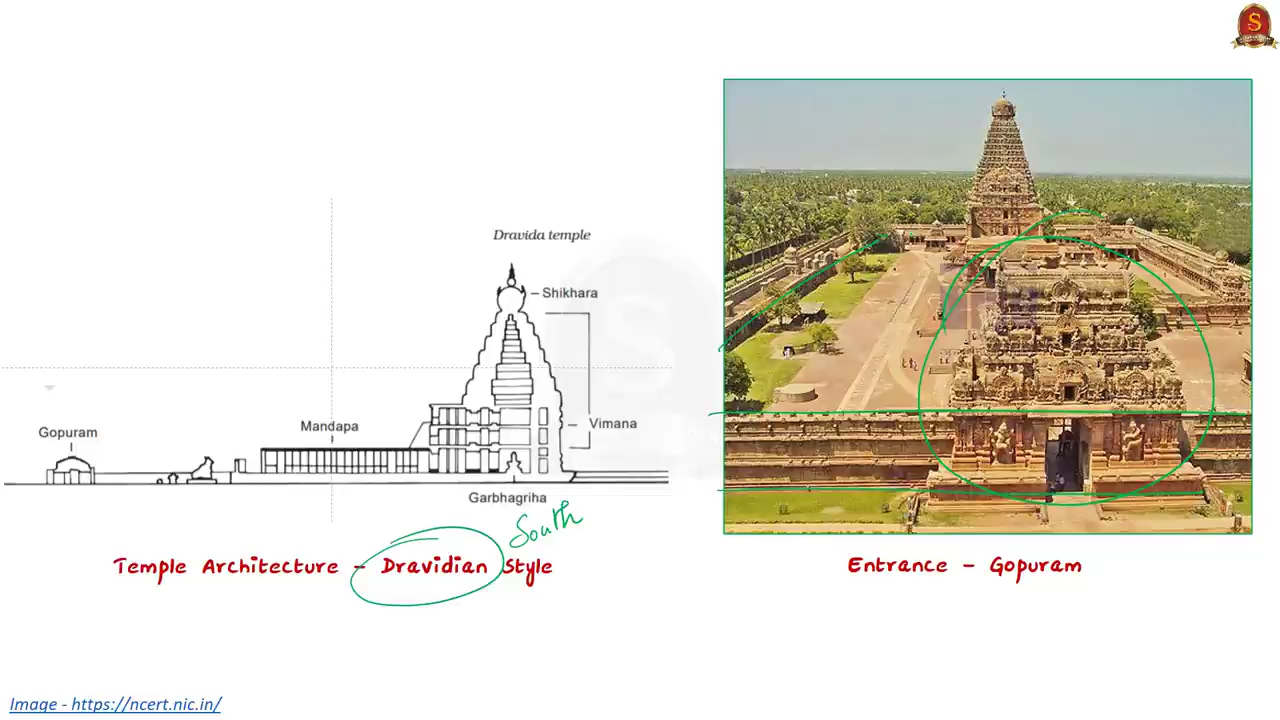 S
Dravida temple
Shikhara
Vimana
Mandapa
Gopuram
Garbhagriha
South
Temple Architecture - Dravidian Style
Entrance - Gopuram
Image - https://ncert.nic.in/